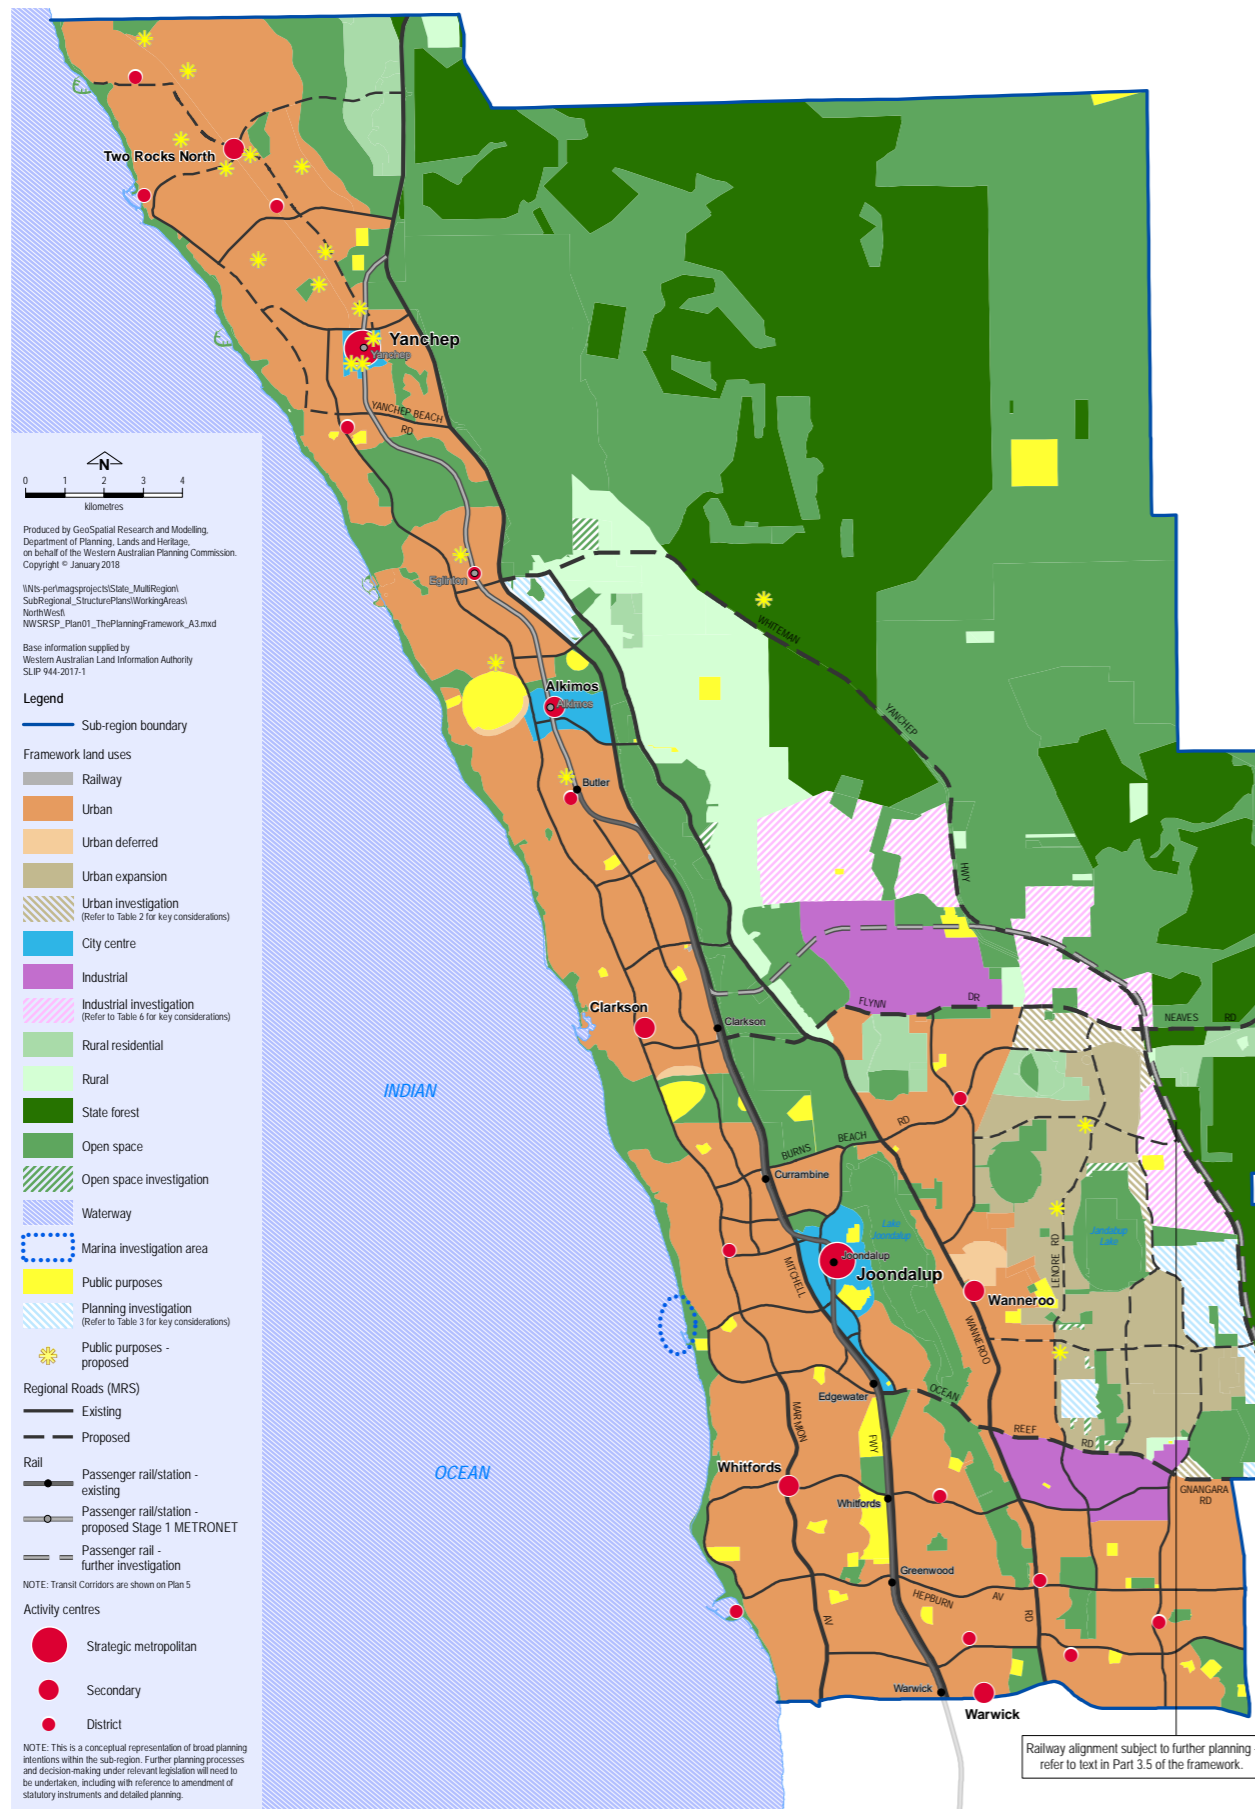 Two Rocks North
Yanchep
Yanchep
YANCHEP BEACH
RD
N
0 1 2 3 4
kilometres
Produced by GeoSpatial Research and Modelling,
Department of Planning, Lands and Heritage,
on behalf of the Western Australian Planning Commission.
Copyright © January 2018
\\Nts-per\magsprojects\State_MultiRegion\
SubRegional_StructurePlans\WorkingAreas\
NorthWest\
NWSRSP_Plan01_ThePlanningFramework_A3.mxd
Base information supplied by
Western Australian Land Information Authority
SLIP 944-2017-1
Legend
Sub-region boundary
Framework land uses
Railway
Urban
Urban deferred
Urban expansion
Urban investigation
(Refer to Table 2 for key considerations)
City centre
Industrial
Industrial investigation
(Refer to Table 6 for key considerations)
Rural residential
Rural
State forest
Open space
Open space investigation
Waterway
Marina investigation area
Public purposes
Planning investigation
(Refer to Table 3 for key considerations)
Public purposes -
proposed
Regional Roads (MRS)
Existing
Proposed
Rail
Passenger rail/station -
existing
Passenger rail/station -
proposed Stage 1 METRONET
Passenger rail -
further investigation
NOTE: Transit Corridors are shown on Plan 5
Activity centres
Strategic metropolitan
Secondary
District
NOTE: This is a conceptual representation of broad planning
intentions within the sub-region. Further planning processes
and decision-making under relevant legislation will need to
be undertaken, including with reference to amendment of
statutory instruments and detailed planning.
Eglinton
WHITEMAN
YANCHEP
HWY
Alkimos
Alkimos
Butler
FLYNN
DR
NEAVES
RD
Clarkson
Clarkson
INDIAN
OCEAN
BURNS
BEACH
RD
Currambine
Lake
Joondalup
Joondalup
Joondalup
MITCHELL
FWY
LENORE RD
Jandabup
Lake
Wanneroo
WANNEROO
RD
Edgewater
OCEAN
REEF
RD
MARMION
AV
Whitfords
Whitfords
GNANGARA
RD
Greenwood
HEPBURN
AV
Warwick
Warwick
Railway alignment subject to further planning -
refer to text in Part 3.5 of the framework.